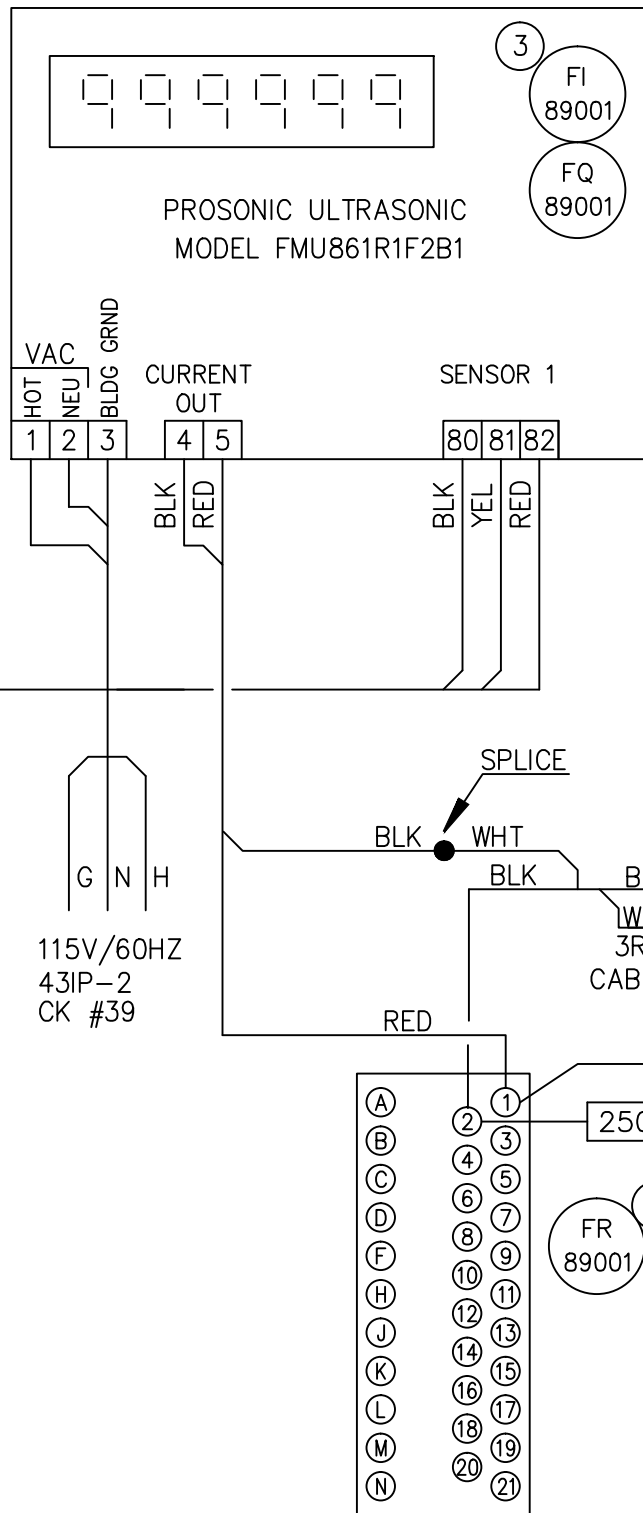 999999
3
FI
89001
FQ
89001
PROSONIC ULTRASONIC
MODEL FMU861R1F2B1
VAC
HOT
NEU
BLDG GRND
CURRENT
OUT
SENSOR 1
1 2 3 4 5 80 81 82
BLK
RED
BLK
YEL
RED
SPLICE
BLK WHT
BLK B
W
3R
CAB
G N H
115V/60HZ
43IP-2
CK #39
RED
A 1
2
B 3
4
C 5
6
D 7
8
F 9
10
H 11
12
J 13
14
K 15
16
L 17
18
M 19
20
N 21
250
FR
89001